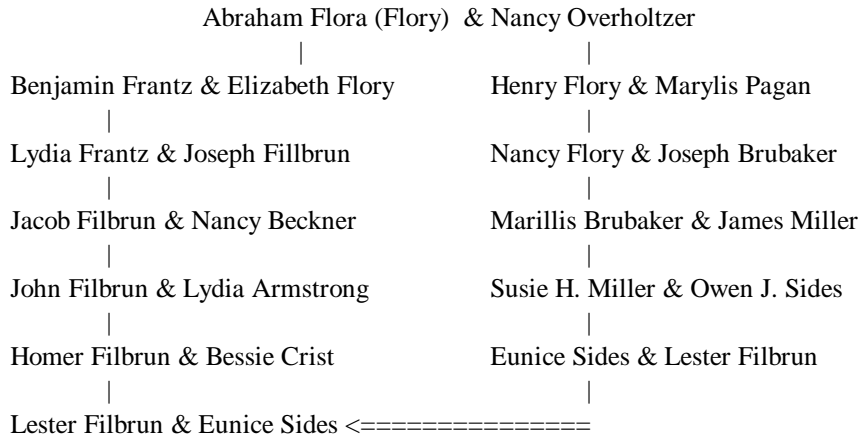 Abraham Flora (Flory) & Nancy Overholtzer
| |
Benjamin Frantz & Elizabeth Flory Henry Flory & Marylis Pagan
| |
Lydia Frantz & Joseph Fillbrun Nancy Flory & Joseph Brubaker
| |
Jacob Filbrun & Nancy Beckner Marillis Brubaker & James Miller
| |
John Filbrun & Lydia Armstrong Susie H. Miller & Owen J. Sides
| |
Homer Filbrun & Bessie Crist Eunice Sides & Lester Filbrun
| |
Lester Filbrun & Eunice Sides <===============